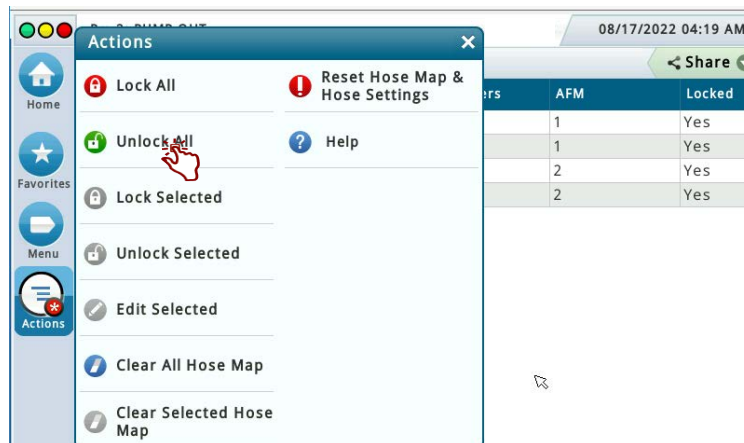 08/17/2022 04:19 AM
Actions
Share
Home
Favorites
Menu
Actions
Lock All
Unlock All
Lock Selected
Unlock Selected
Edit Selected
Clear All Hose Map
Clear Selected Hose
Map
Reset Hose Map &
Hose Settings
Help
AFM Locked
1 Yes
1 Yes
2 Yes
2 Yes